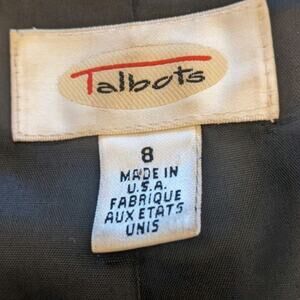 Talbots
8
MADE IN
U.S.A.
FABRIQUE
AUX ETATS
UNIS